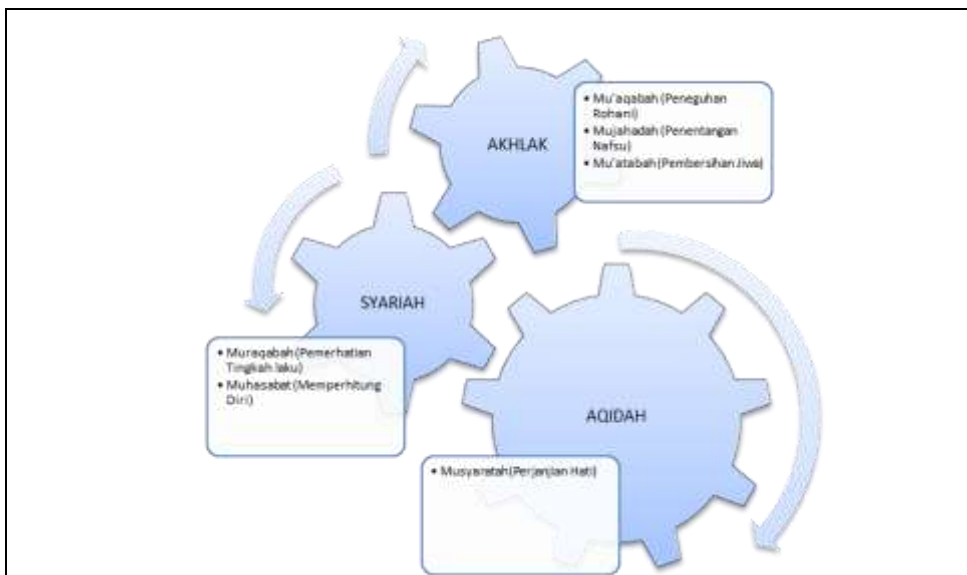 AKHLAK
• Mu'aqabah (Peneguhan
Rohani)
• Mujahadah (Penentangan
Nafsu)
• Mu'atabah (Pembersihan Jiwa)
SYARIAH
• Muraqabah (Pemerhatian
Tingkah laku)
• Muhasabat (Memperhitung
Diri)
AQIDAH
• Musyaratah (Perjanjian Hati)